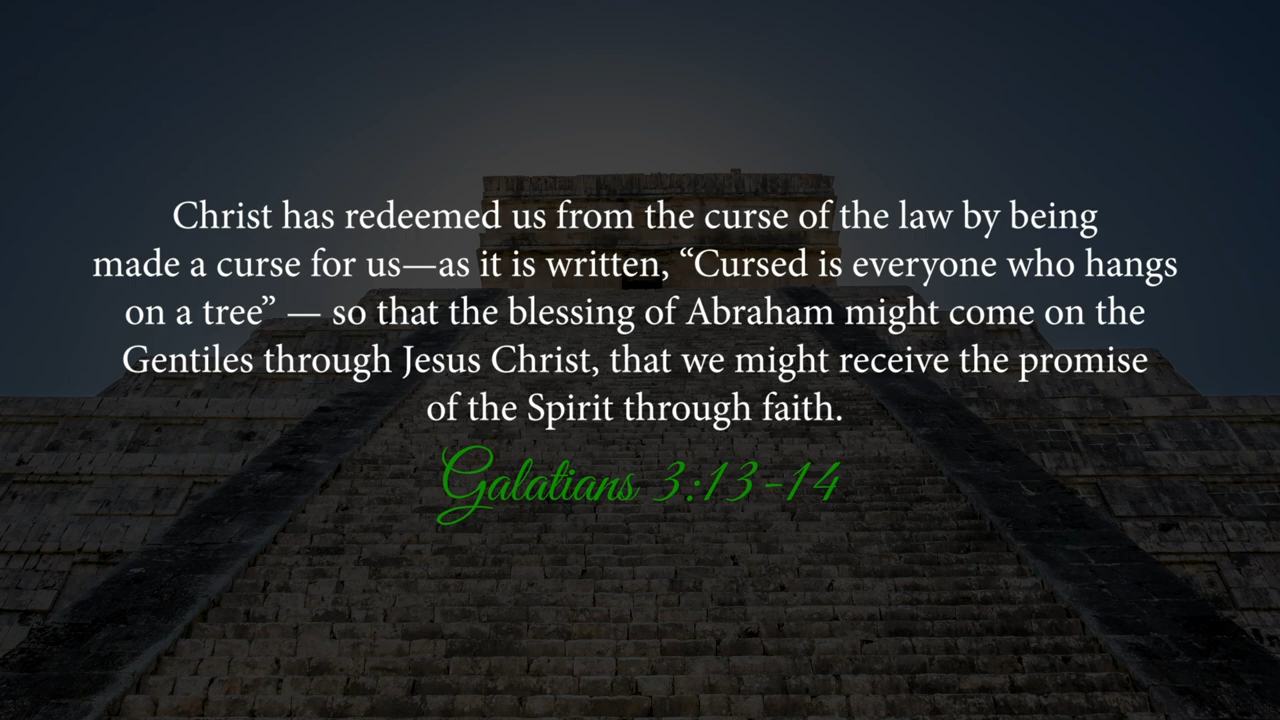 Christ has redeemed us from the curse of the law by being
made a curse for us—as it is written, “Cursed is everyone who hangs
on a tree” — so that the blessing of Abraham might come on the
Gentiles through Jesus Christ, that we might receive the promise
of the Spirit through faith.
Galatians 3:13-14